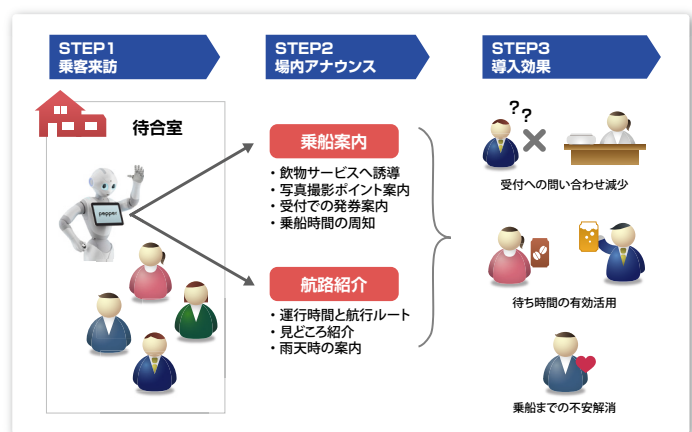 STEP1
乗客来訪
STEP2
場内アナウンス
STEP3
導入効果
待合室
pepper
乗船案内
・飲物サービスへ誘導
・写真撮影ポイント案内
・受付での発券案内
・乗船時間の周知
航路紹介
・運行時間と航行ルート
・見どころ紹介
・雨天時の案内
??
受付への問い合わせ減少
待ち時間の有効活用
乗船までの不安解消